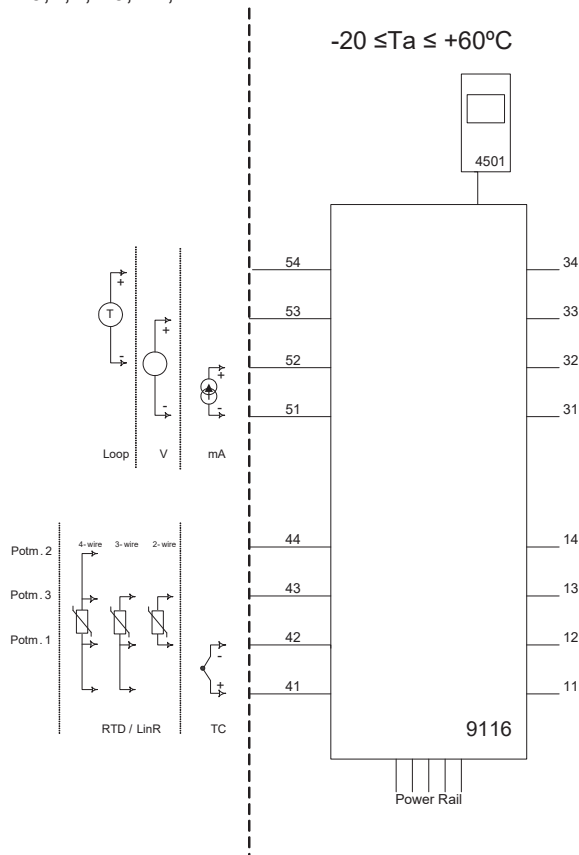 -20 ≤Ta ≤ +60ºC
4501
54 34
53 33
52 32
51 31
+ + +
T
- - -
Loop V mA
44 14
43 13
42 12
41 11
Potm. 2 4-wire 3-wire 2-wire
Potm. 3
Potm. 1
-
+
RTD / LinR TC
9116
Power Rail